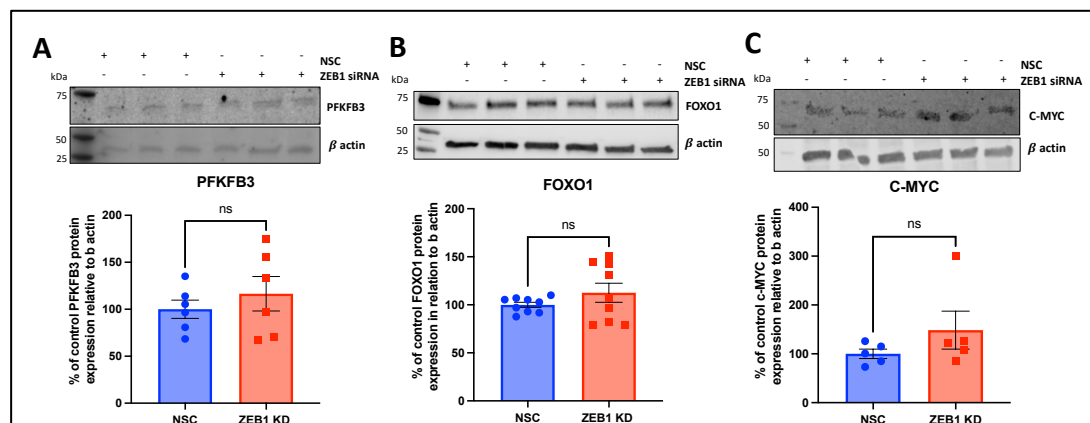 A
+ + + - - - NSC
- - - + + + ZEB1 siRNA
kDa
75
PFKFB3
50
25
β actin
PFKFB3
% of control PFKFB3 protein
expression relative to b actin
200
150
100
50
0
ns
NSC
ZEB1 KD
B
NSC
+ + + - - -
ZEB1 siRNA
- - - + + +
kDa
75
FOXO1
50
25
β actin
FOXO1
% of control FOXO1 protein
expression in relation to b actin
200
150
100
50
0
ns
NSC
ZEB1 KD
C
+ + + - - - NSC
- - - + + + ZEB1 siRNA
kDa
75
C-MYC
50
β actin
C-MYC
% of control c-MYC protein
expression relative to b actin
400
300
200
100
0
ns
NSC
ZEB1 KD